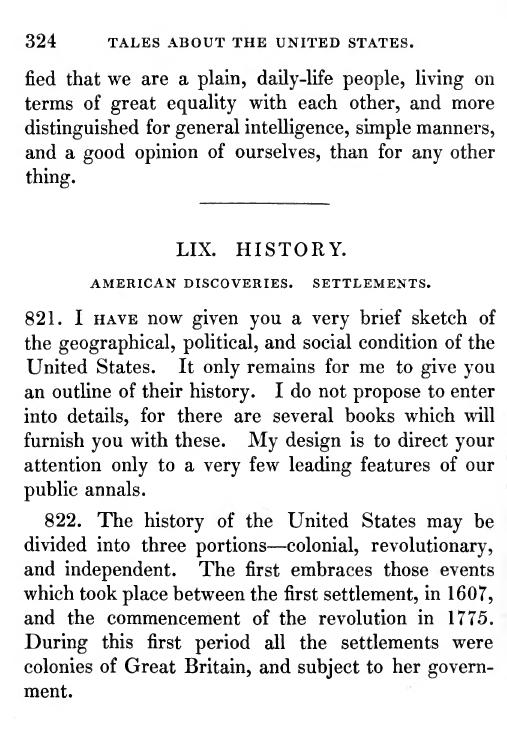 324 TALES ABOUT THE UNITED STATES.
fied that we are a plain, daily-life people, living on
terms of great equality with each other, and more
distinguished for general intelligence, simple manners,
and a good opinion of ourselves, than for any other
thing.
LIX. HISTORY.
AMERICAN DISCOVERIES. SETTLEMENTS.
821. I HAVE now given you a very brief sketch of
the geographical, political, and social condition of the
United States. It only remains for me to give you
an outline of their history. I do not propose to enter
into details, for there are several books which will
furnish you with these. My design is to direct your
attention only to a very few leading features of our
public annals.
822. The history of the United States may be
divided into three portions—colonial, revolutionary,
and independent. The first embraces those events
which took place between the first settlement, in 1607,
and the commencement of the revolution in 1775.
During this first period all the settlements were
colonies of Great Britain, and subject to her govern-
ment.